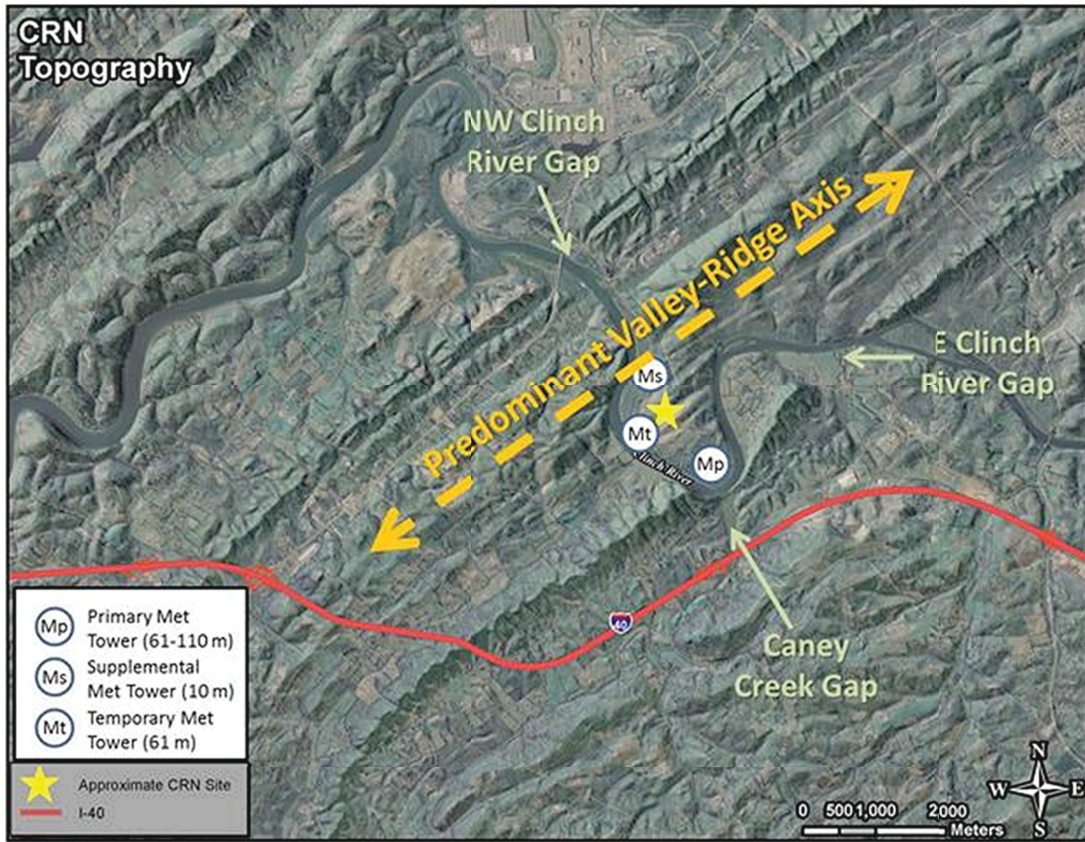 CRN
Topography
NW Clinch
River Gap
Predominant Valley-Ridge Axis
E Clinch
River Gap
Ms
Mt
Mp
Clinch River
Caney
Creek Gap
40
Mp Primary Met
Tower (61-110 m)
Ms Supplemental
Met Tower (10 m)
Mt Temporary Met
Tower (61 m)
Approximate CRN Site
I-40
N
W E
S
0 500 1,000 2,000
Meters